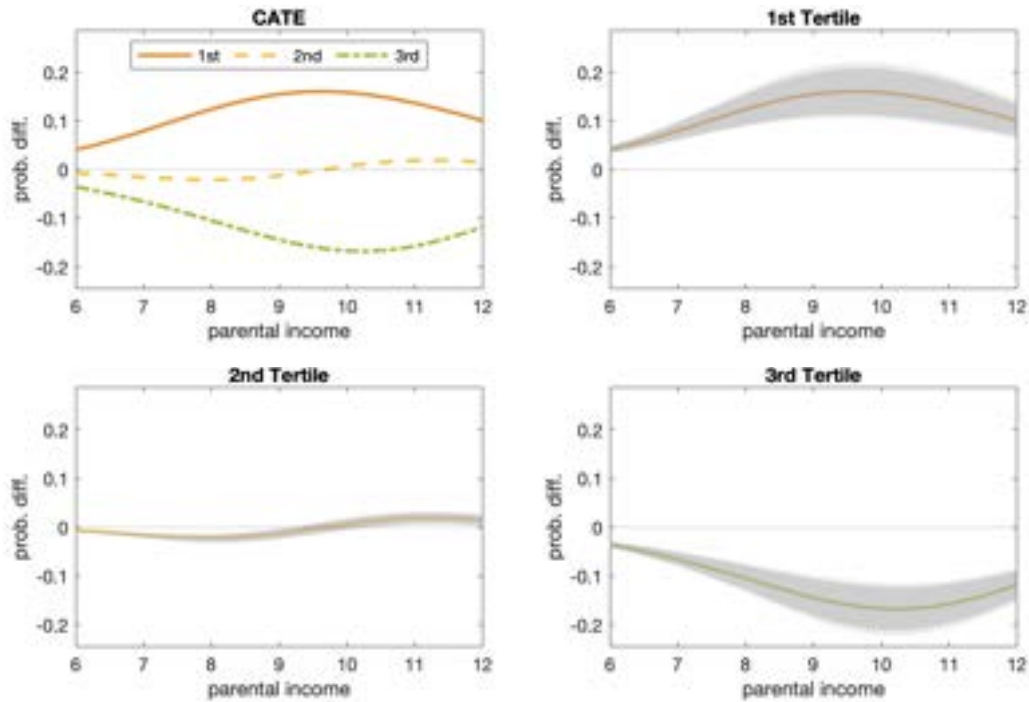 CATE
1st 2nd 3rd
0.2
0.1
0
-0.1
-0.2
prob. diff.
6 7 8 9 10 11 12
parental income
1st Tertile
0.2
0.1
0
-0.1
-0.2
prob. diff.
6 7 8 9 10 11 12
parental income
2nd Tertile
0.2
0.1
0
-0.1
-0.2
prob. diff.
6 7 8 9 10 11 12
parental income
3rd Tertile
0.2
0.1
0
-0.1
-0.2
prob. diff.
6 7 8 9 10 11 12
parental income